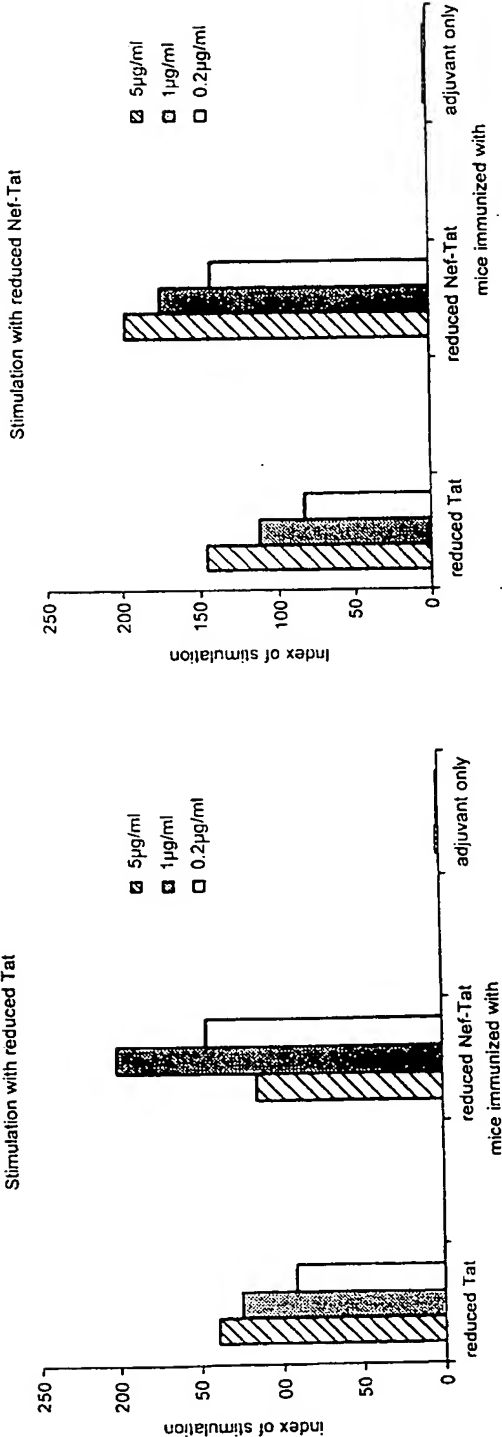 Stimulation with reduced Tat
5µg/ml
1µg/ml
0.2µg/ml
index of stimulation
250
200
50
00
50
0
reduced Tat
reduced Nef-Tat
adjuvant only
mice immunized with
Stimulation with reduced Nef-Tat
5µg/ml
1µg/ml
0.2µg/ml
Index of stimulation
250
200
150
100
50
0
reduced Tat
reduced Nef-Tat
adjuvant only
mice immunized with